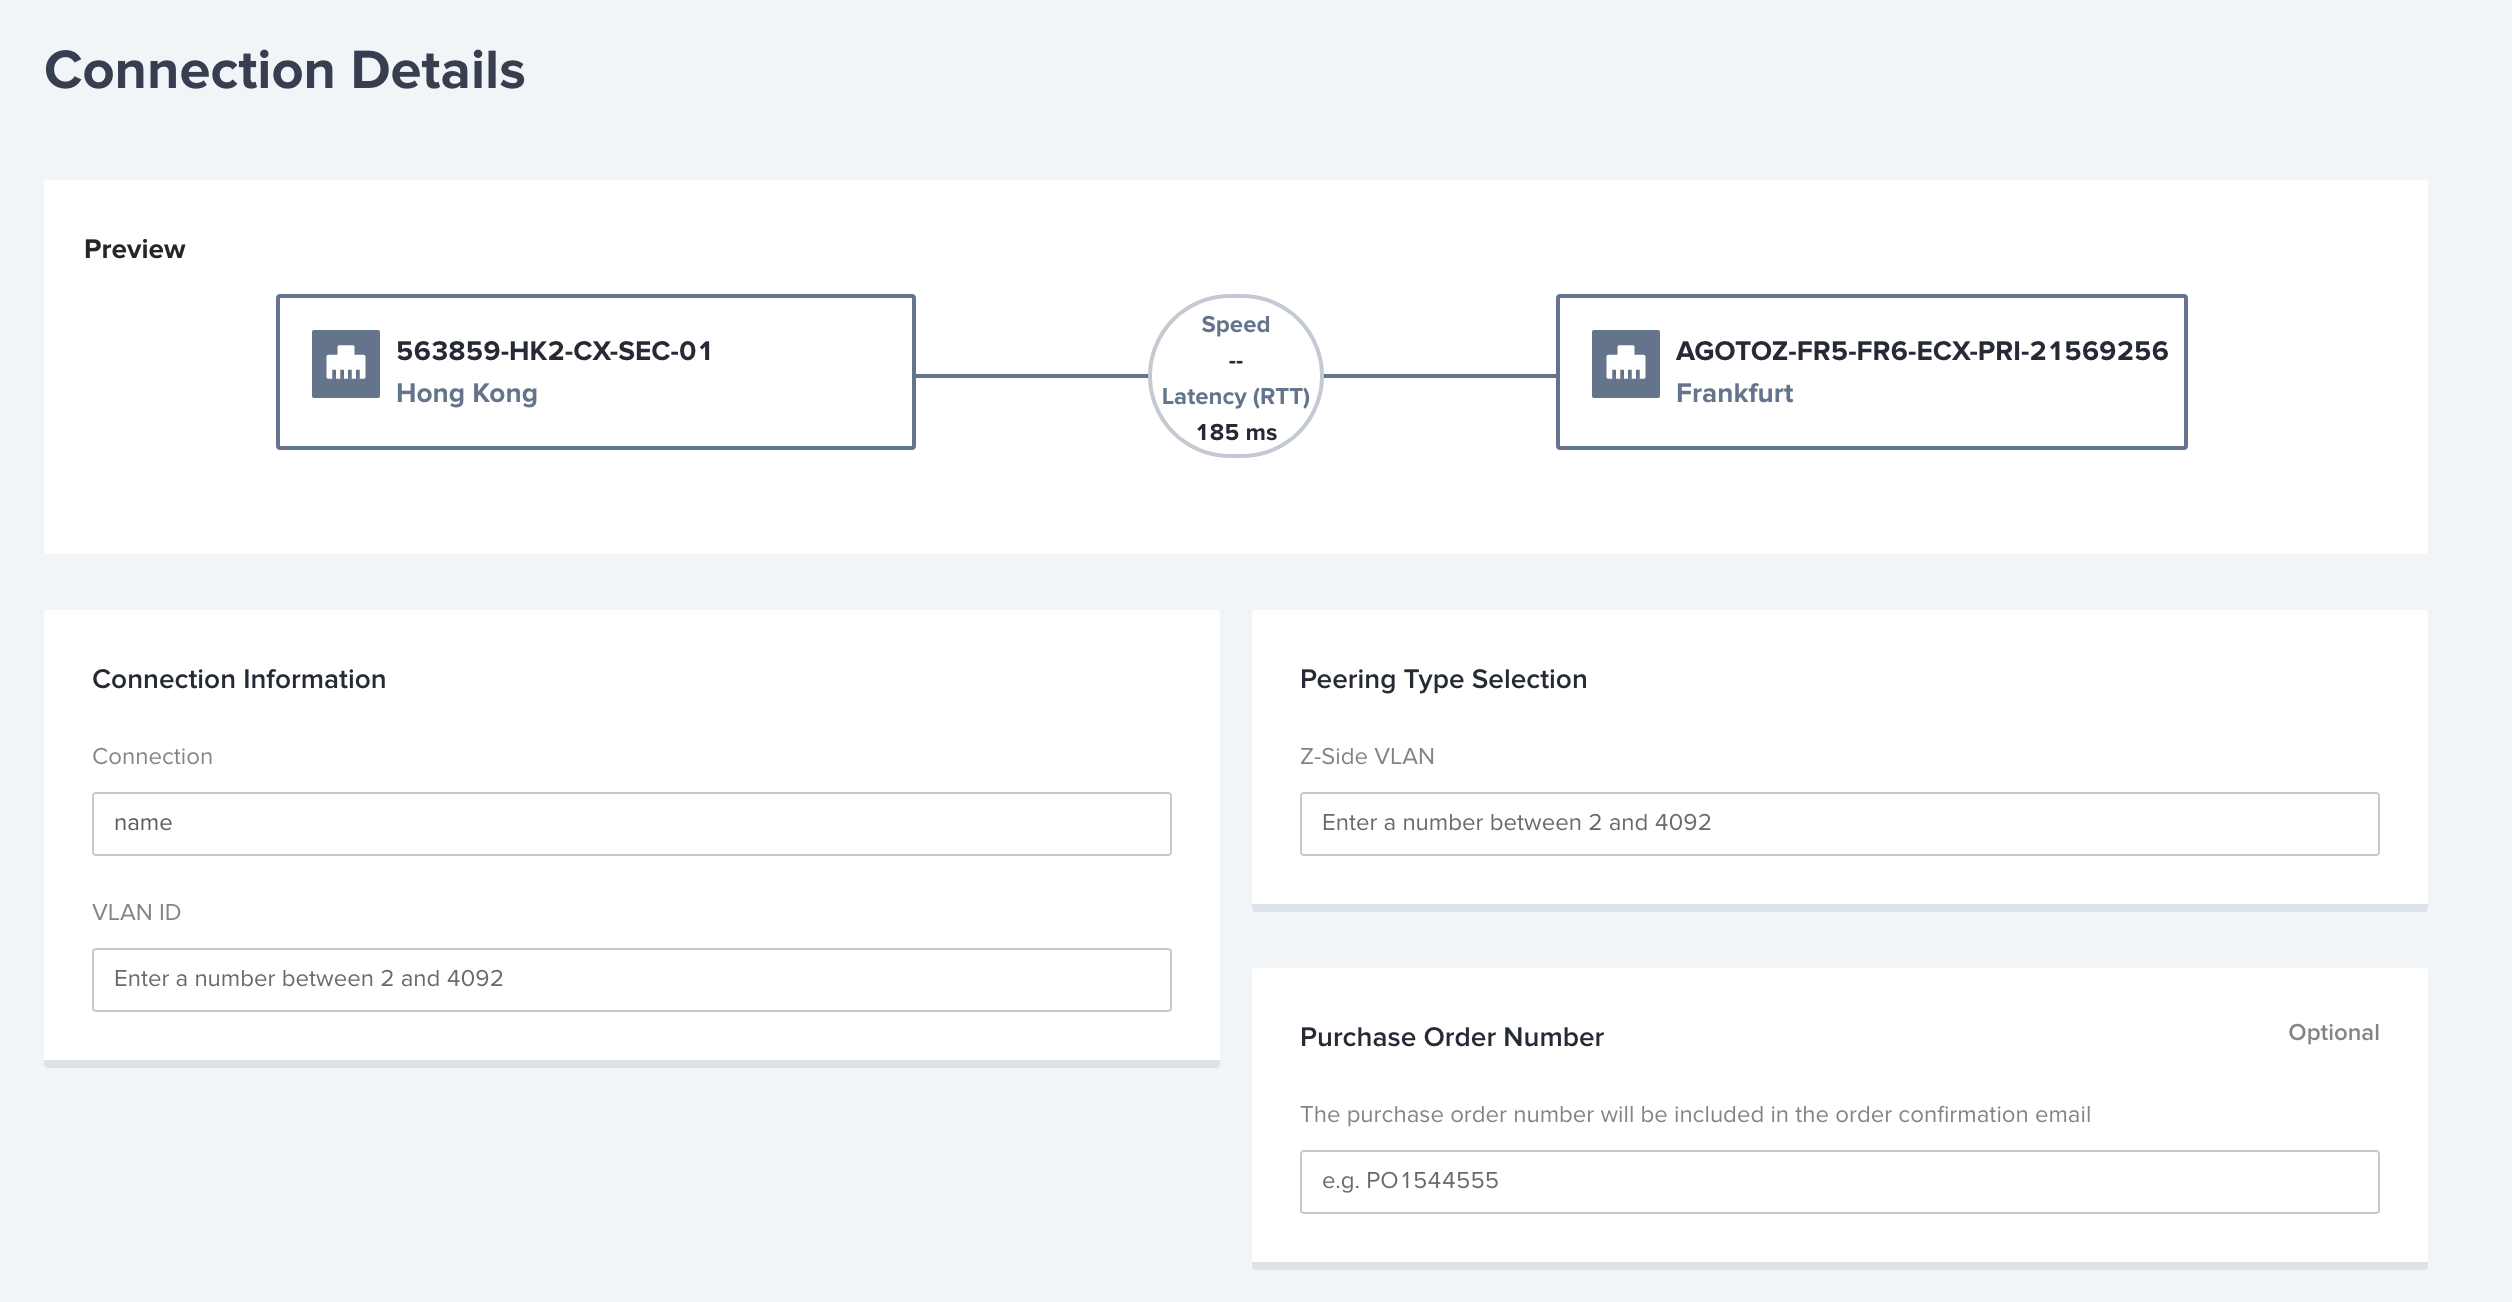 Connection Details
Preview
563859-HK2-CX-SEC-01
Hong Kong
Speed
--
Latency (RTT)
185 ms
AGOTOZ-FR5-FR6-ECX-PRI-21569256
Frankfurt
Connection Information
Connection
name
VLAN ID
Enter a number between 2 and 4092
Peering Type Selection
Z-Side VLAN
Enter a number between 2 and 4092
Purchase Order Number
Optional
The purchase order number will be included in the order confirmation email
e.g. PO1544555